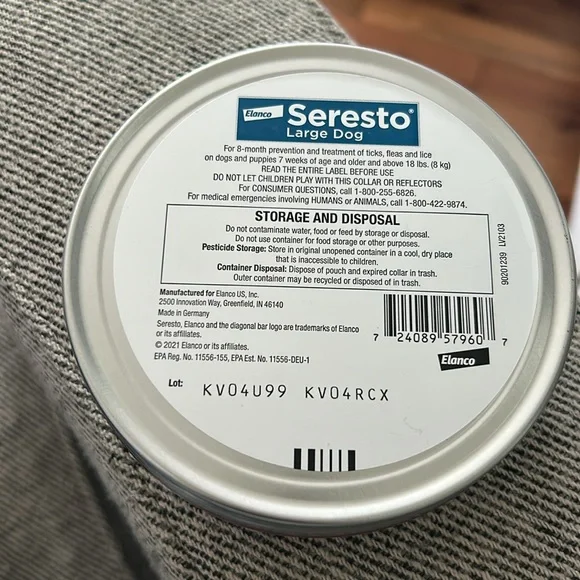 Elanco Seresto®
Large Dog
For 8-month prevention and treatment of ticks, fleas and lice
on dogs and puppies 7 weeks of age and older and above 18 lbs. (8 kg)
READ THE ENTIRE LABEL BEFORE USE
DO NOT LET CHILDREN PLAY WITH THIS COLLAR OR REFLECTORS
For CONSUMER QUESTIONS, call 1-800-255-6826.
For medical emergencies involving HUMANS or ANIMALS, call 1-800-422-9874.
STORAGE AND DISPOSAL
Do not contaminate water, food or feed by storage or disposal.
Do not use container for food storage or other purposes.
Pesticide Storage: Store in original unopened container in a cool, dry place
that is inaccessible to children.
Container Disposal: Dispose of pouch and expired collar in trash.
Outer container may be recycled or disposed of in trash.
90201239 LV2103
Manufactured for Elanco US, Inc.
2500 Innovation Way, Greenfield, IN 46140
Made in Germany
Seresto, Elanco and the diagonal bar logo are trademarks of Elanco
or its affiliates.
© 2021 Elanco or its affiliates.
EPA Reg. No. 11556-155, EPA Est. No. 11556-DEU-1
7 24089 57960 7
Elanco
Lot: KV04U99 KV04RCX